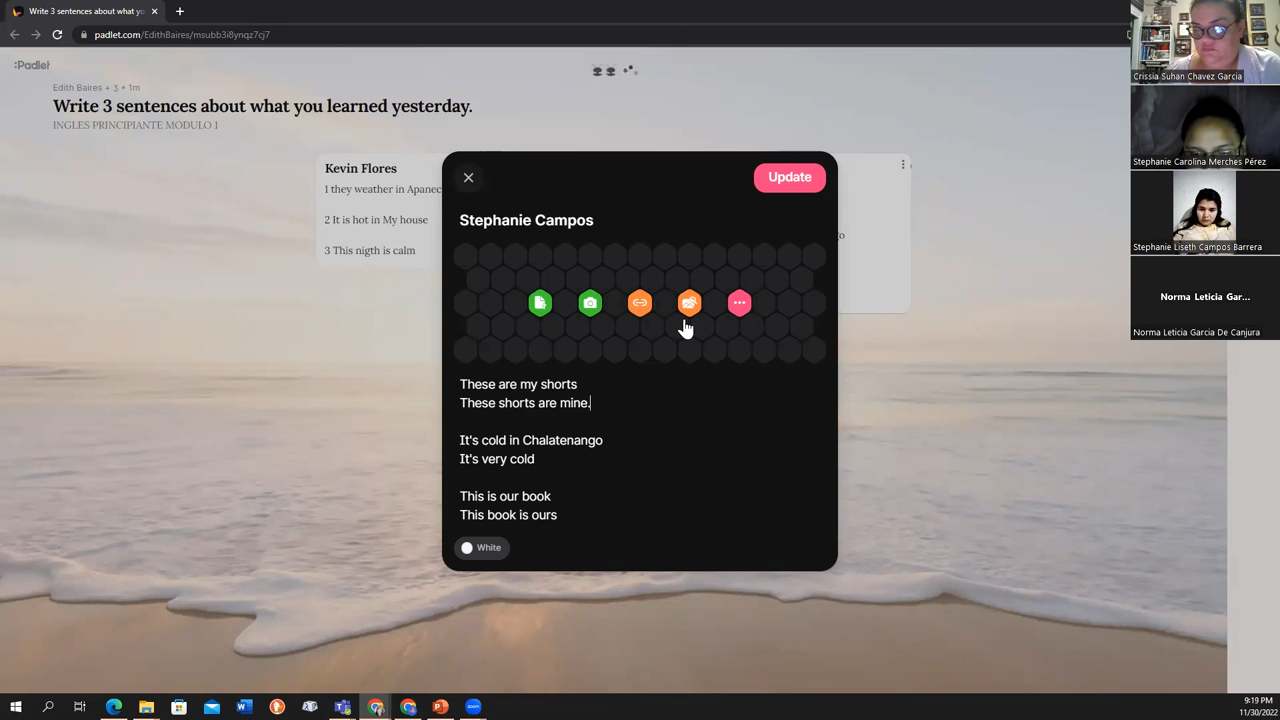 Write 3 sentences about what yo
padlet.com/EdithBaires/msubb3i8ynqz7cj7
:Padlet
Edith Baires + 3 • 1m
Write 3 sentences about what you learned yesterday.
INGLES PRINCIPIANTE MODULO 1
Kevin Flores
1 they weather in Apanec
2 It is hot in My house
3 This nigth is calm
Update
Stephanie Campos
These are my shorts
These shorts are mine.
It's cold in Chalatenango
It's very cold
This is our book
This book is ours
White
go
Crissia Suhan Chavez Garcia
Stephanie Carolina Merches Pérez
Stephanie Liseth Campos Barrera
Norma Leticia Gar...
Norma Leticia Garcia De Canjura
9:19 PM
11/30/2022